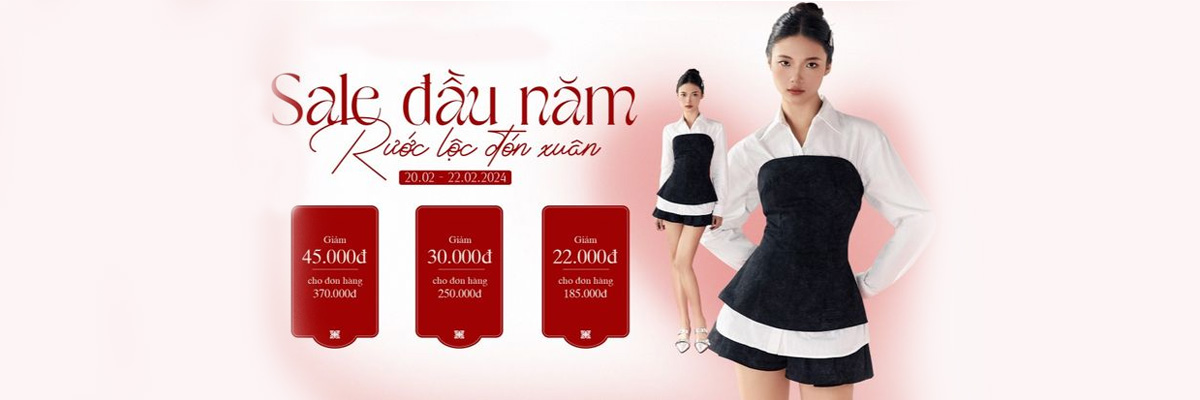 Sale đầu năm
Rước lộc đón xuân
20.02 - 22.02.2024
Giảm
45.000đ
cho đơn hàng
370.000đ
Giảm
30.000đ
cho đơn hàng
250.000đ
Giảm
22.000đ
cho đơn hàng
185.000đ